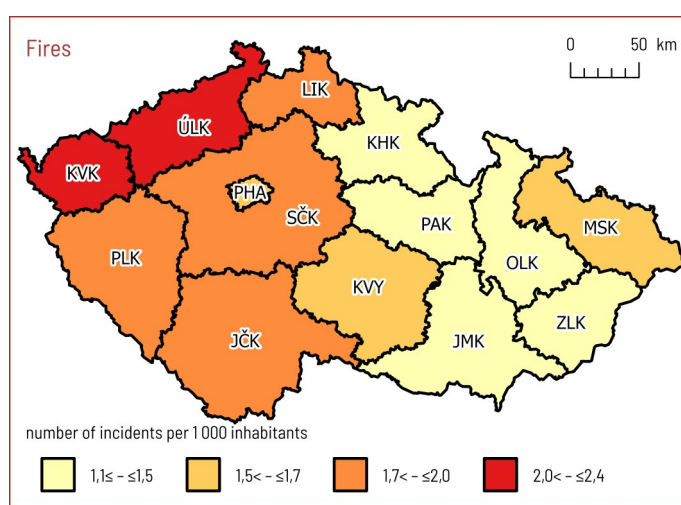 Fires
0 50 km
LIK
ÚLK
KHK
KVK
PHA
SČK
PAK
MSK
PLK
OLK
KVY
ZLK
JČK
JMK
number of incidents per 1 000 inhabitants
1,1≤ – ≤1,5
1,5< – ≤1,7
1,7< – ≤2,0
2,0< – ≤2,4